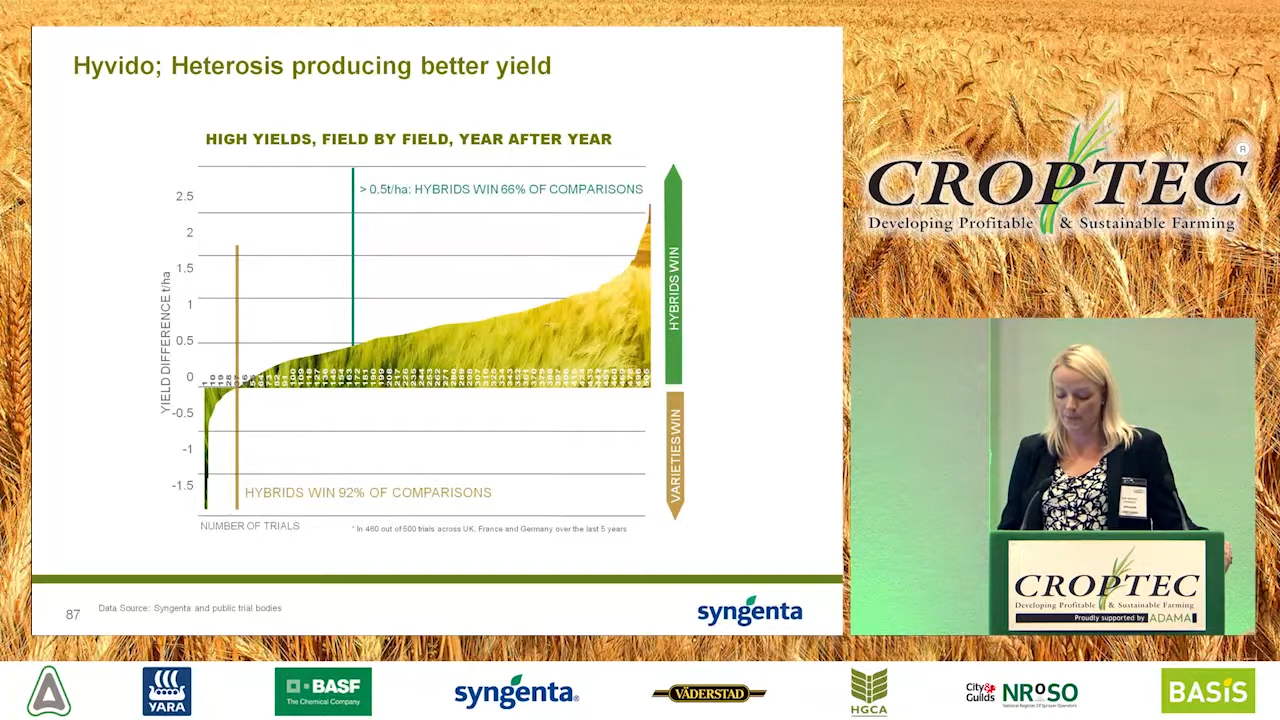 Hyvido; Heterosis producing better yield
HIGH YIELDS, FIELD BY FIELD, YEAR AFTER YEAR
> 0.5t/ha: HYBRIDS WIN 66% OF COMPARISONS
2.5
2
1.5
1
0.5
0
-0.5
-1
-1.5
YIELD DIFFERENCE t/ha
HYBRIDS WIN
VARIETIES WIN
HYBRIDS WIN 92% OF COMPARISONS
NUMBER OF TRIALS
* In 460 out of 500 trials across UK, France and Germany over the last 5 years
87
Data Source: Syngenta and public trial bodies
syngenta
CROPTEC ®
Developing Profitable & Sustainable Farming
CROPTEC
Developing Profitable & Sustainable Farming
Proudly supported by ADAMA
YARA
BASF
The Chemical Company
syngenta®
VÄDERSTAD
HGCA
City& Guilds
NRoSO
National Register Of Sprayer Operators
BASIS